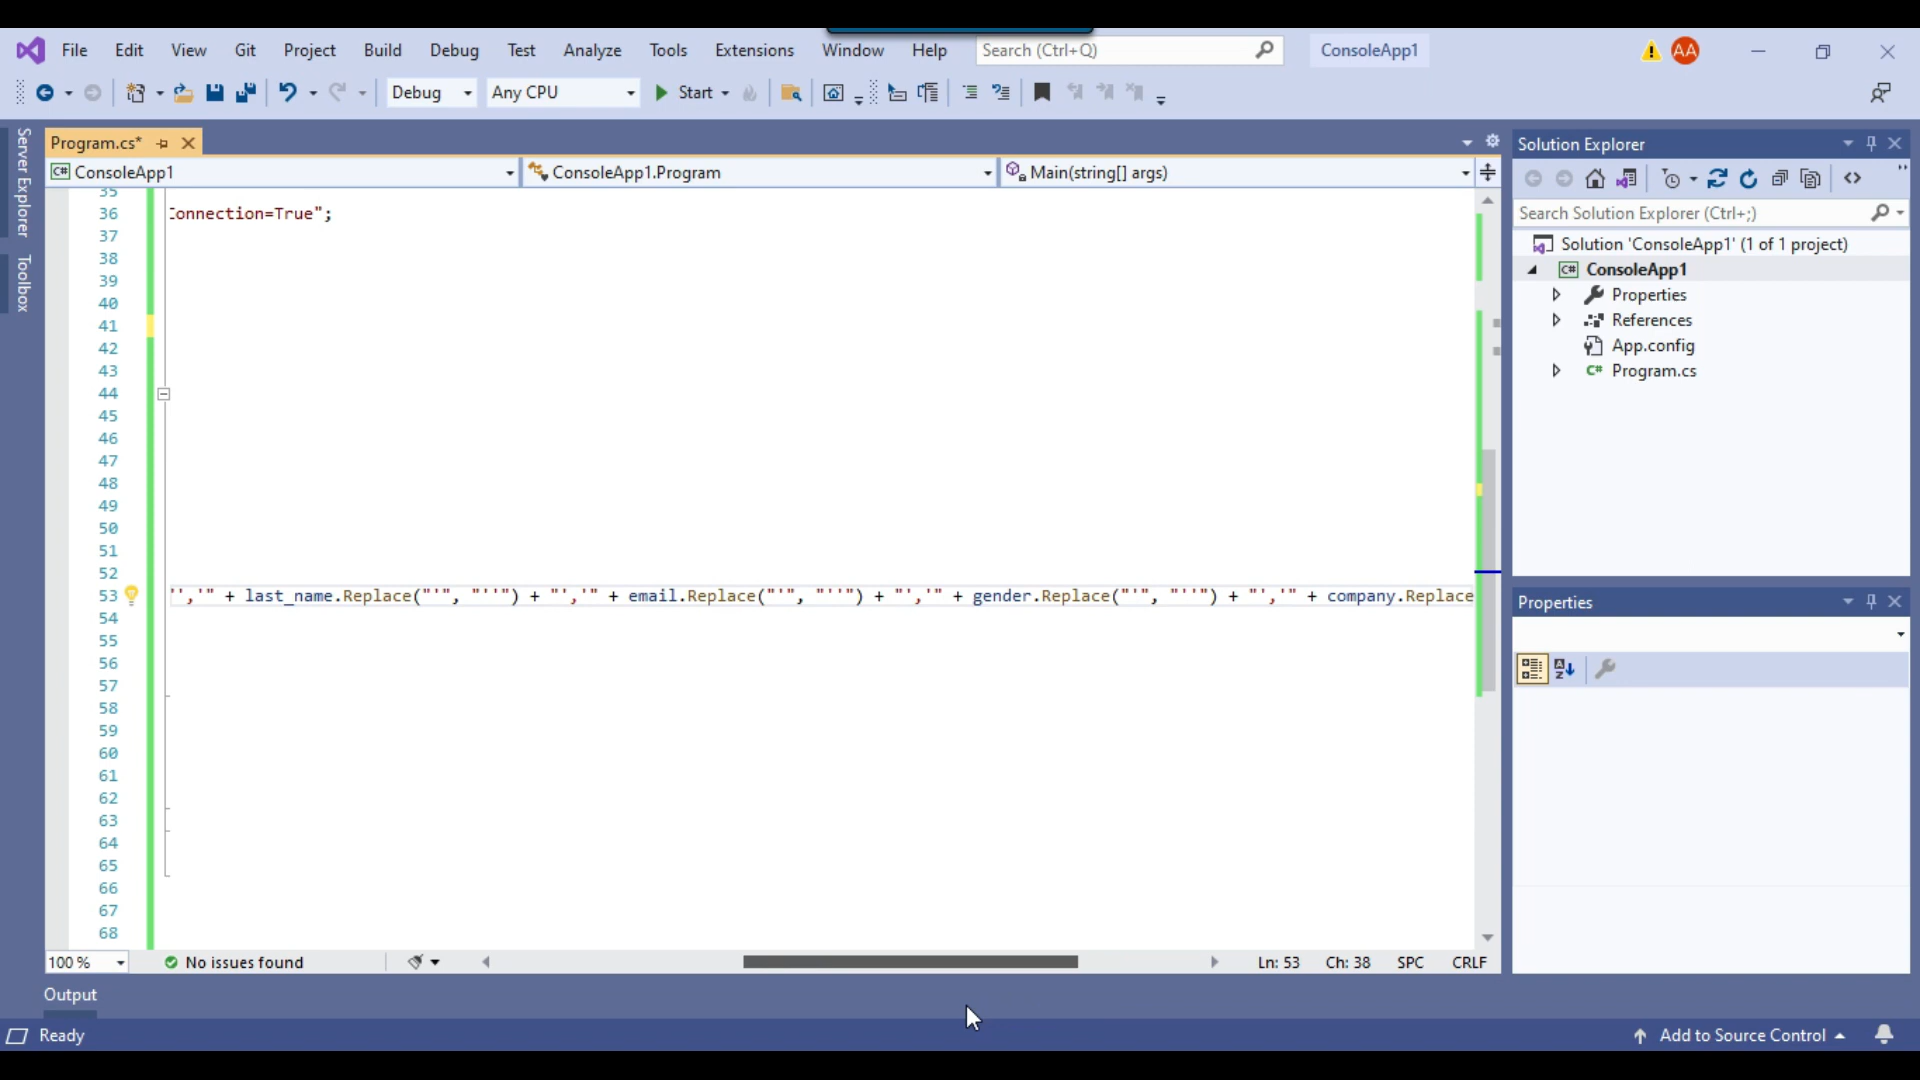 File Edit View Git Project Build Debug Test Analyze Tools Extensions Window Help Search (Ctrl+Q) ConsoleApp1 AA
Debug Any CPU Start
Server Explorer
Toolbox
Program.cs*
C# ConsoleApp1 ConsoleApp1.Program Main(string[] args)
35
36 Connection=True";
37
38
39
40
41
42
43
44
45
46
47
48
49
50
51
52
53 "','" + last_name.Replace("'", "''") + "','" + email.Replace("'", "''") + "','" + gender.Replace("'", "''") + "','" + company.Replace
54
55
56
57
58
59
60
61
62
63
64
65
66
67
68
100 % No issues found Ln: 53 Ch: 38 SPC CRLF
Solution Explorer
Search Solution Explorer (Ctrl+;)
Solution 'ConsoleApp1' (1 of 1 project)
C# ConsoleApp1
Properties
References
App.config
C# Program.cs
Properties
Output
Ready Add to Source Control